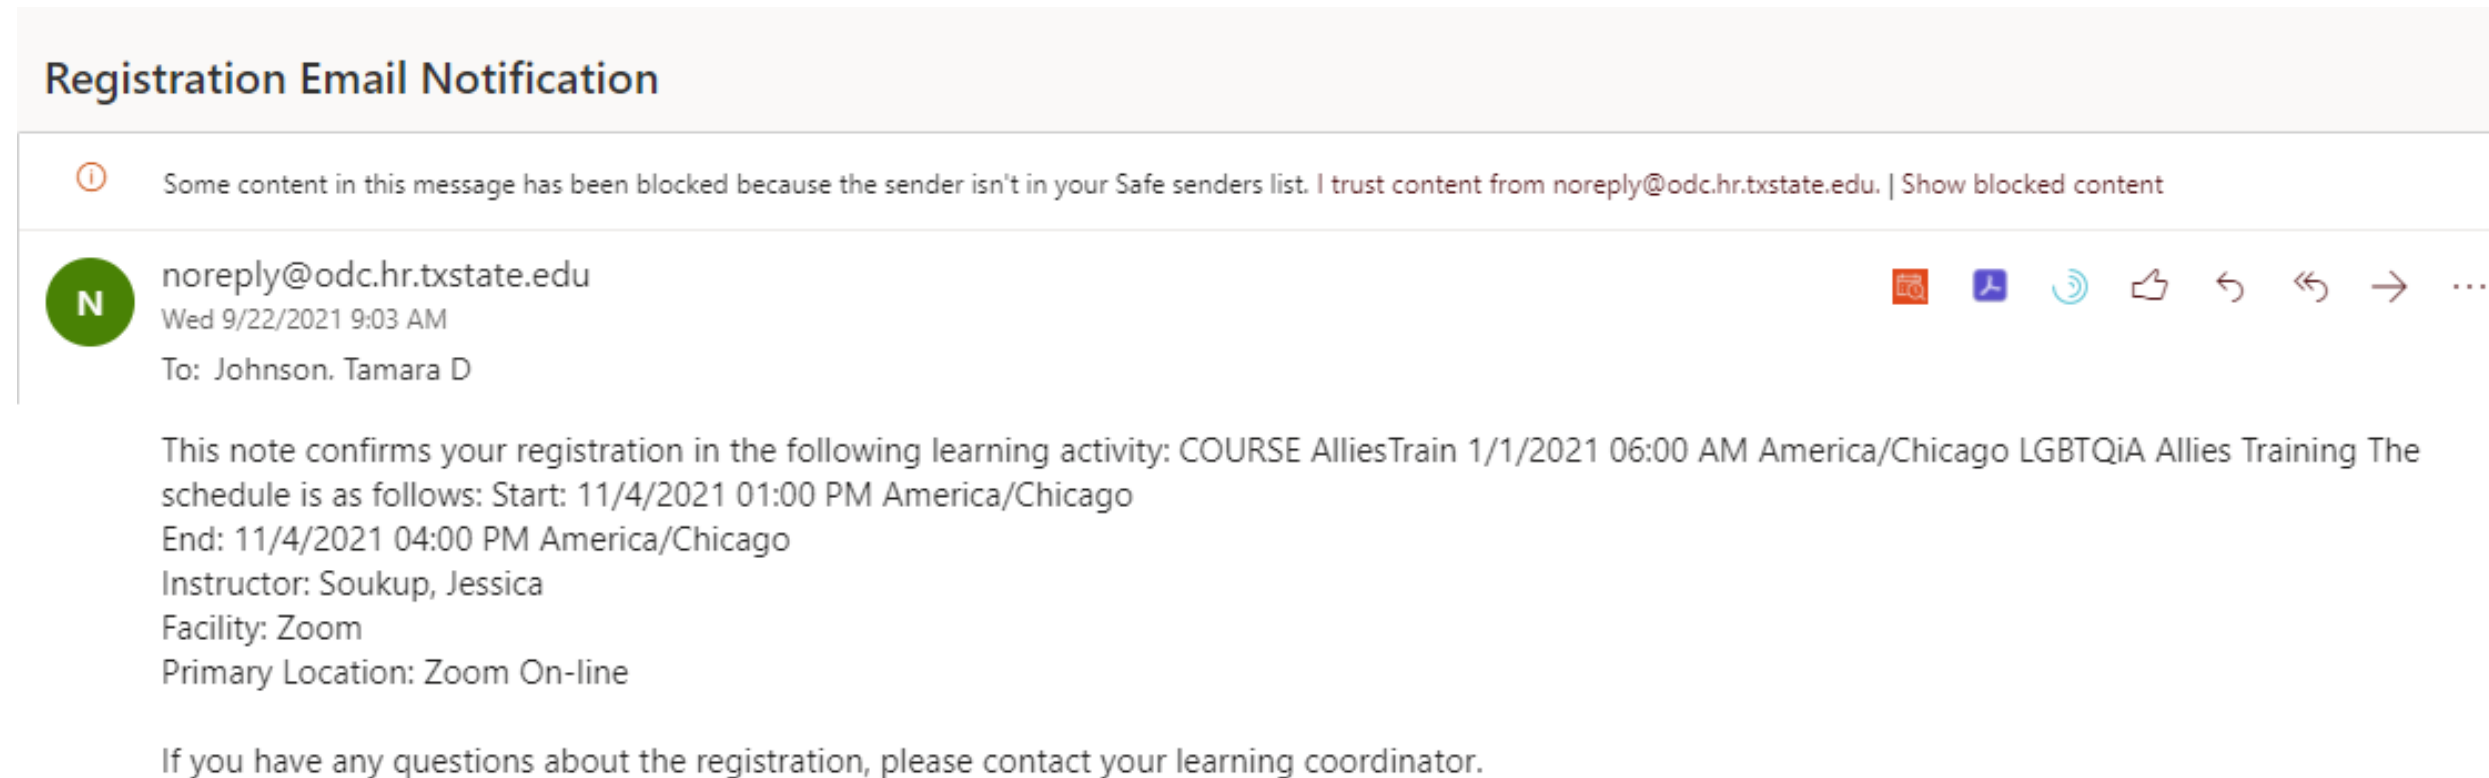 Registration Email Notification
Some content in this message has been blocked because the sender isn't in your Safe senders list. I trust content from noreply@odc.hr.txstate.edu. | Show blocked content
N
noreply@odc.hr.txstate.edu
Wed 9/22/2021 9:03 AM
To: Johnson. Tamara D
This note confirms your registration in the following learning activity: COURSE AlliesTrain 1/1/2021 06:00 AM America/Chicago LGBTQiA Allies Training The
schedule is as follows: Start: 11/4/2021 01:00 PM America/Chicago
End: 11/4/2021 04:00 PM America/Chicago
Instructor: Soukup, Jessica
Facility: Zoom
Primary Location: Zoom On-line
If you have any questions about the registration, please contact your learning coordinator.